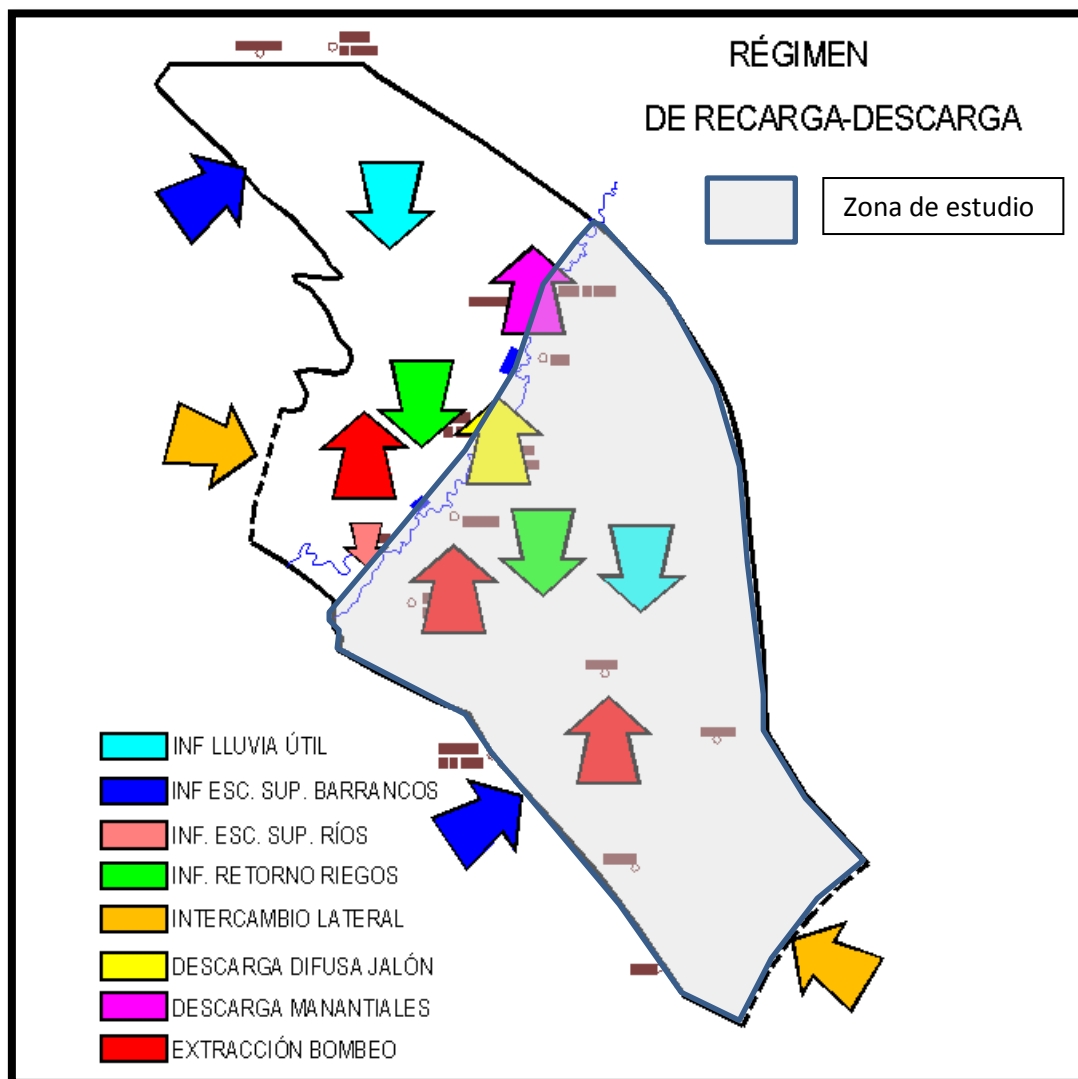 RÉGIMEN
DE RECARGA-DESCARGA
Zona de estudio
INF LLUVIA ÚTIL
INF ESC. SUP. BARRANCOS
INF. ESC. SUP. RÍOS
INF. RETORNO RIEGOS
INTERCAMBIO LATERAL
DESCARGA DIFUSA JALÓN
DESCARGA MANANTIALES
EXTRACCIÓN BOMBEO